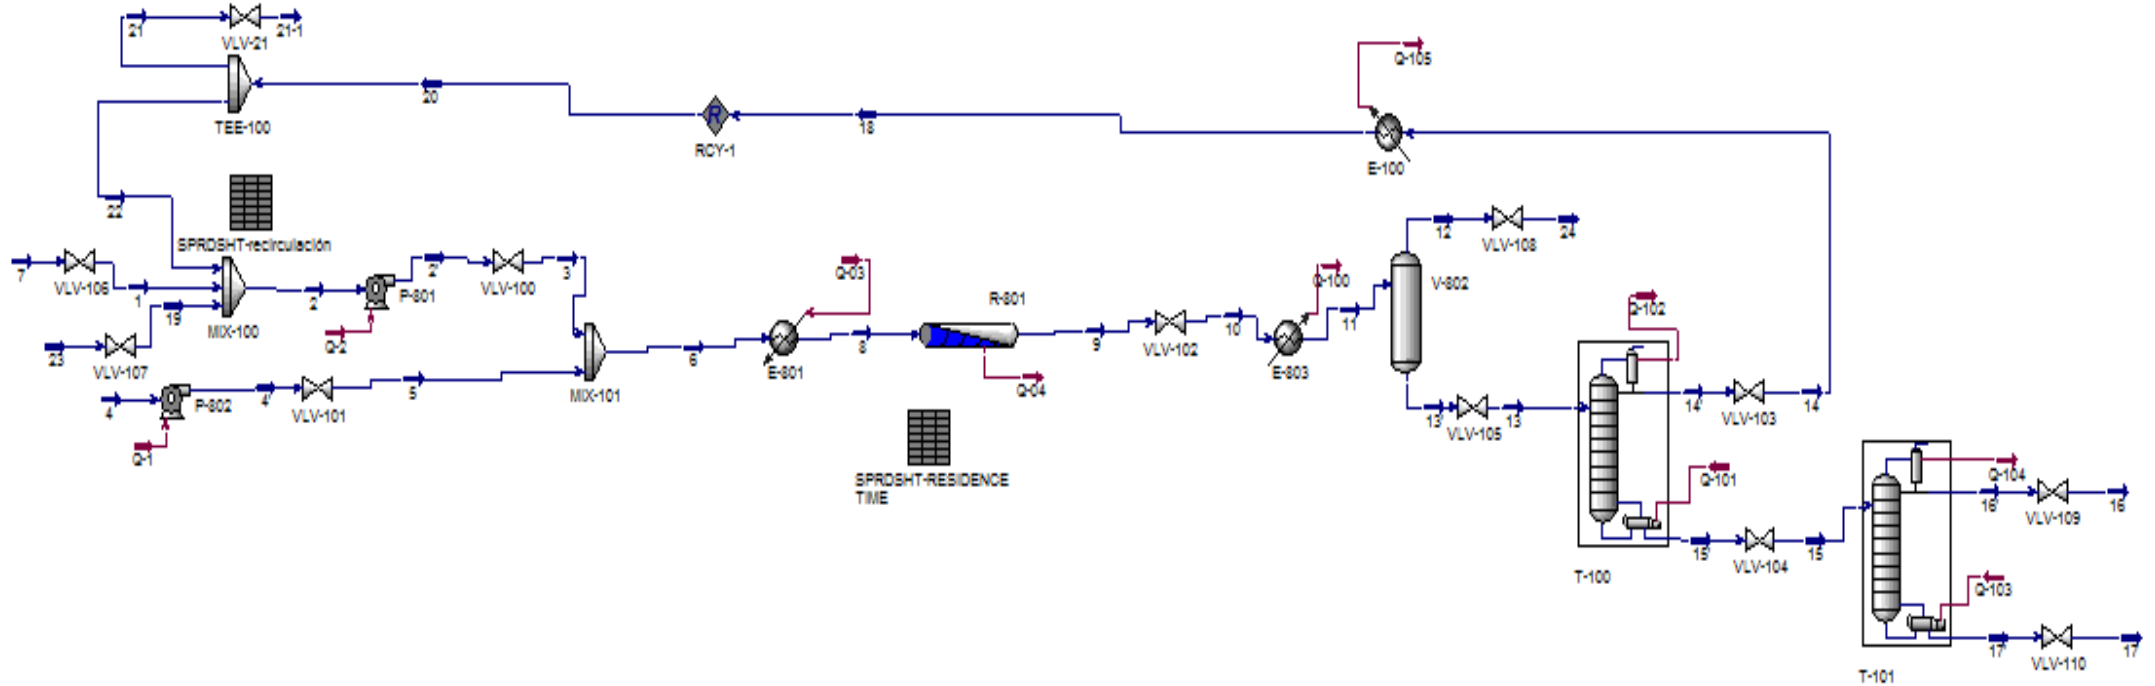 21
VLV-21
21-1
TEE-100
20
RCY-1
18
E-100
Q-105
22
SPRDSHT-recirculación
7
VLV-106
1
19
23
VLV-107
MIX-100
2
Q-2
P-801
2'
VLV-100
3
4
P-802
Q-1
4'
VLV-101
5
MIX-101
6
Q-03
E-801
8
R-801
Q-04
SPRDSHT-RESIDENCE
TIME
9
VLV-102
10
E-803
Q-100
11
V-802
12
VLV-108
24
13'
VLV-105
13
Q-102
T-100
Q-101
14'
VLV-103
14
15'
VLV-104
15
T-101
Q-104
16'
VLV-109
16
Q-103
17'
VLV-110
17